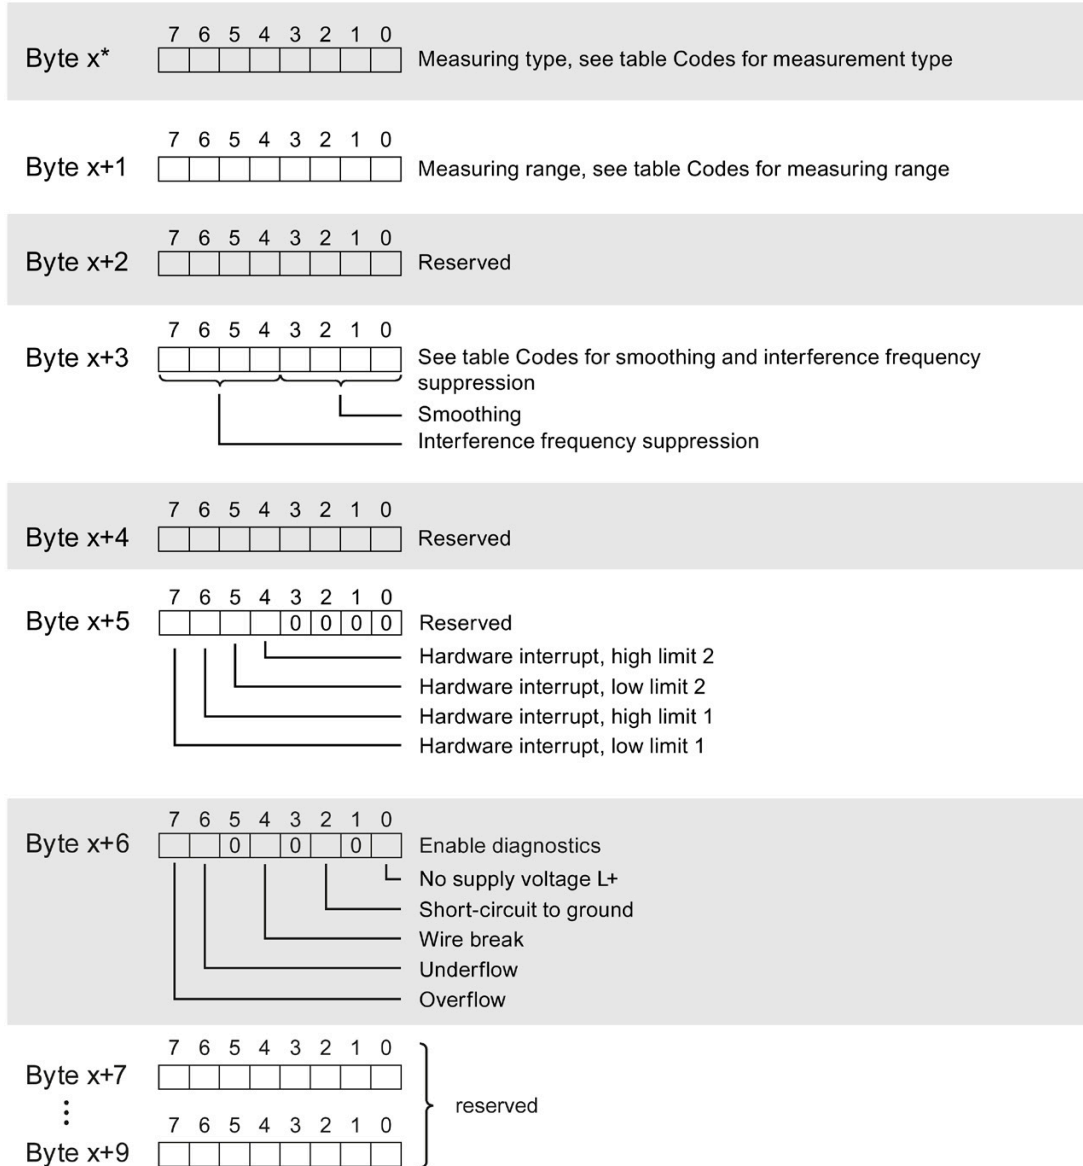 7 6 5 4 3 2 1 0
Byte x* Measuring type, see table Codes for measurement type
7 6 5 4 3 2 1 0
Byte x+1 Measuring range, see table Codes for measuring range
7 6 5 4 3 2 1 0
Byte x+2 Reserved
7 6 5 4 3 2 1 0
Byte x+3 See table Codes for smoothing and interference frequency
suppression
Smoothing
Interference frequency suppression
7 6 5 4 3 2 1 0
Byte x+4 Reserved
7 6 5 4 3 2 1 0
Byte x+5 0 0 0 0 Reserved
Hardware interrupt, high limit 2
Hardware interrupt, low limit 2
Hardware interrupt, high limit 1
Hardware interrupt, low limit 1
7 6 5 4 3 2 1 0
Byte x+6 0 0 0 Enable diagnostics
No supply voltage L+
Short-circuit to ground
Wire break
Underflow
Overflow
7 6 5 4 3 2 1 0
Byte x+7
reserved
7 6 5 4 3 2 1 0
Byte x+9